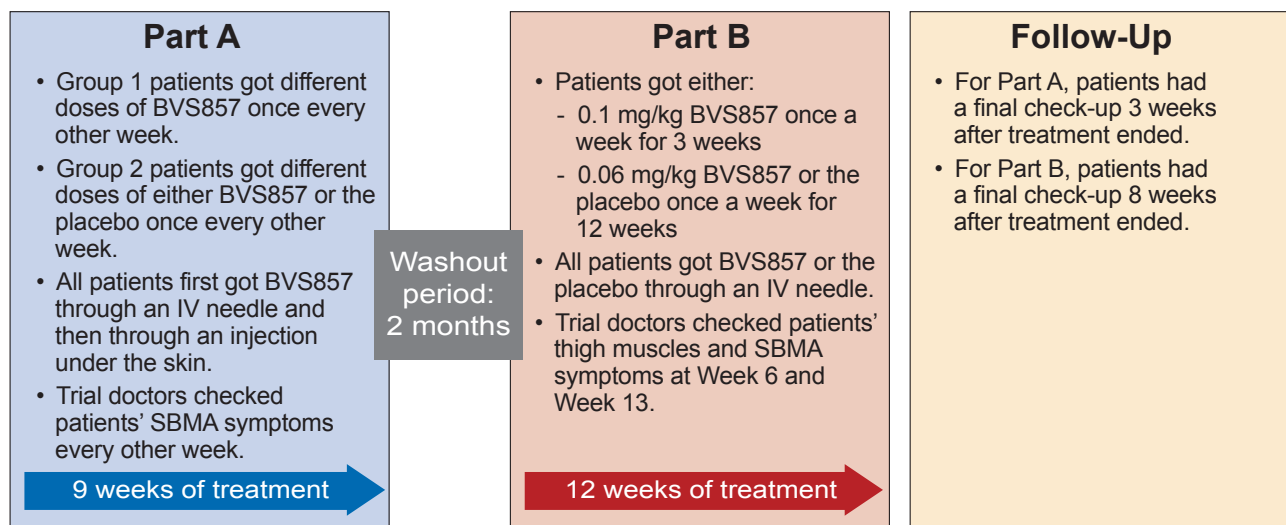 Part A
• Group 1 patients got different
doses of BVS857 once every
other week.
• Group 2 patients got different
doses of either BVS857 or the
placebo once every other
week.
• All patients first got BVS857
through an IV needle and
then through an injection
under the skin.
• Trial doctors checked
patients’ SBMA symptoms
every other week.
9 weeks of treatment
Washout
period:
2 months
Part B
• Patients got either:
- 0.1 mg/kg BVS857 once a
week for 3 weeks
- 0.06 mg/kg BVS857 or the
placebo once a week for
12 weeks
• All patients got BVS857 or the
placebo through an IV needle.
• Trial doctors checked patients’
thigh muscles and SBMA
symptoms at Week 6 and
Week 13.
12 weeks of treatment
Follow-Up
• For Part A, patients had
a final check-up 3 weeks
after treatment ended.
• For Part B, patients had
a final check-up 8 weeks
after treatment ended.